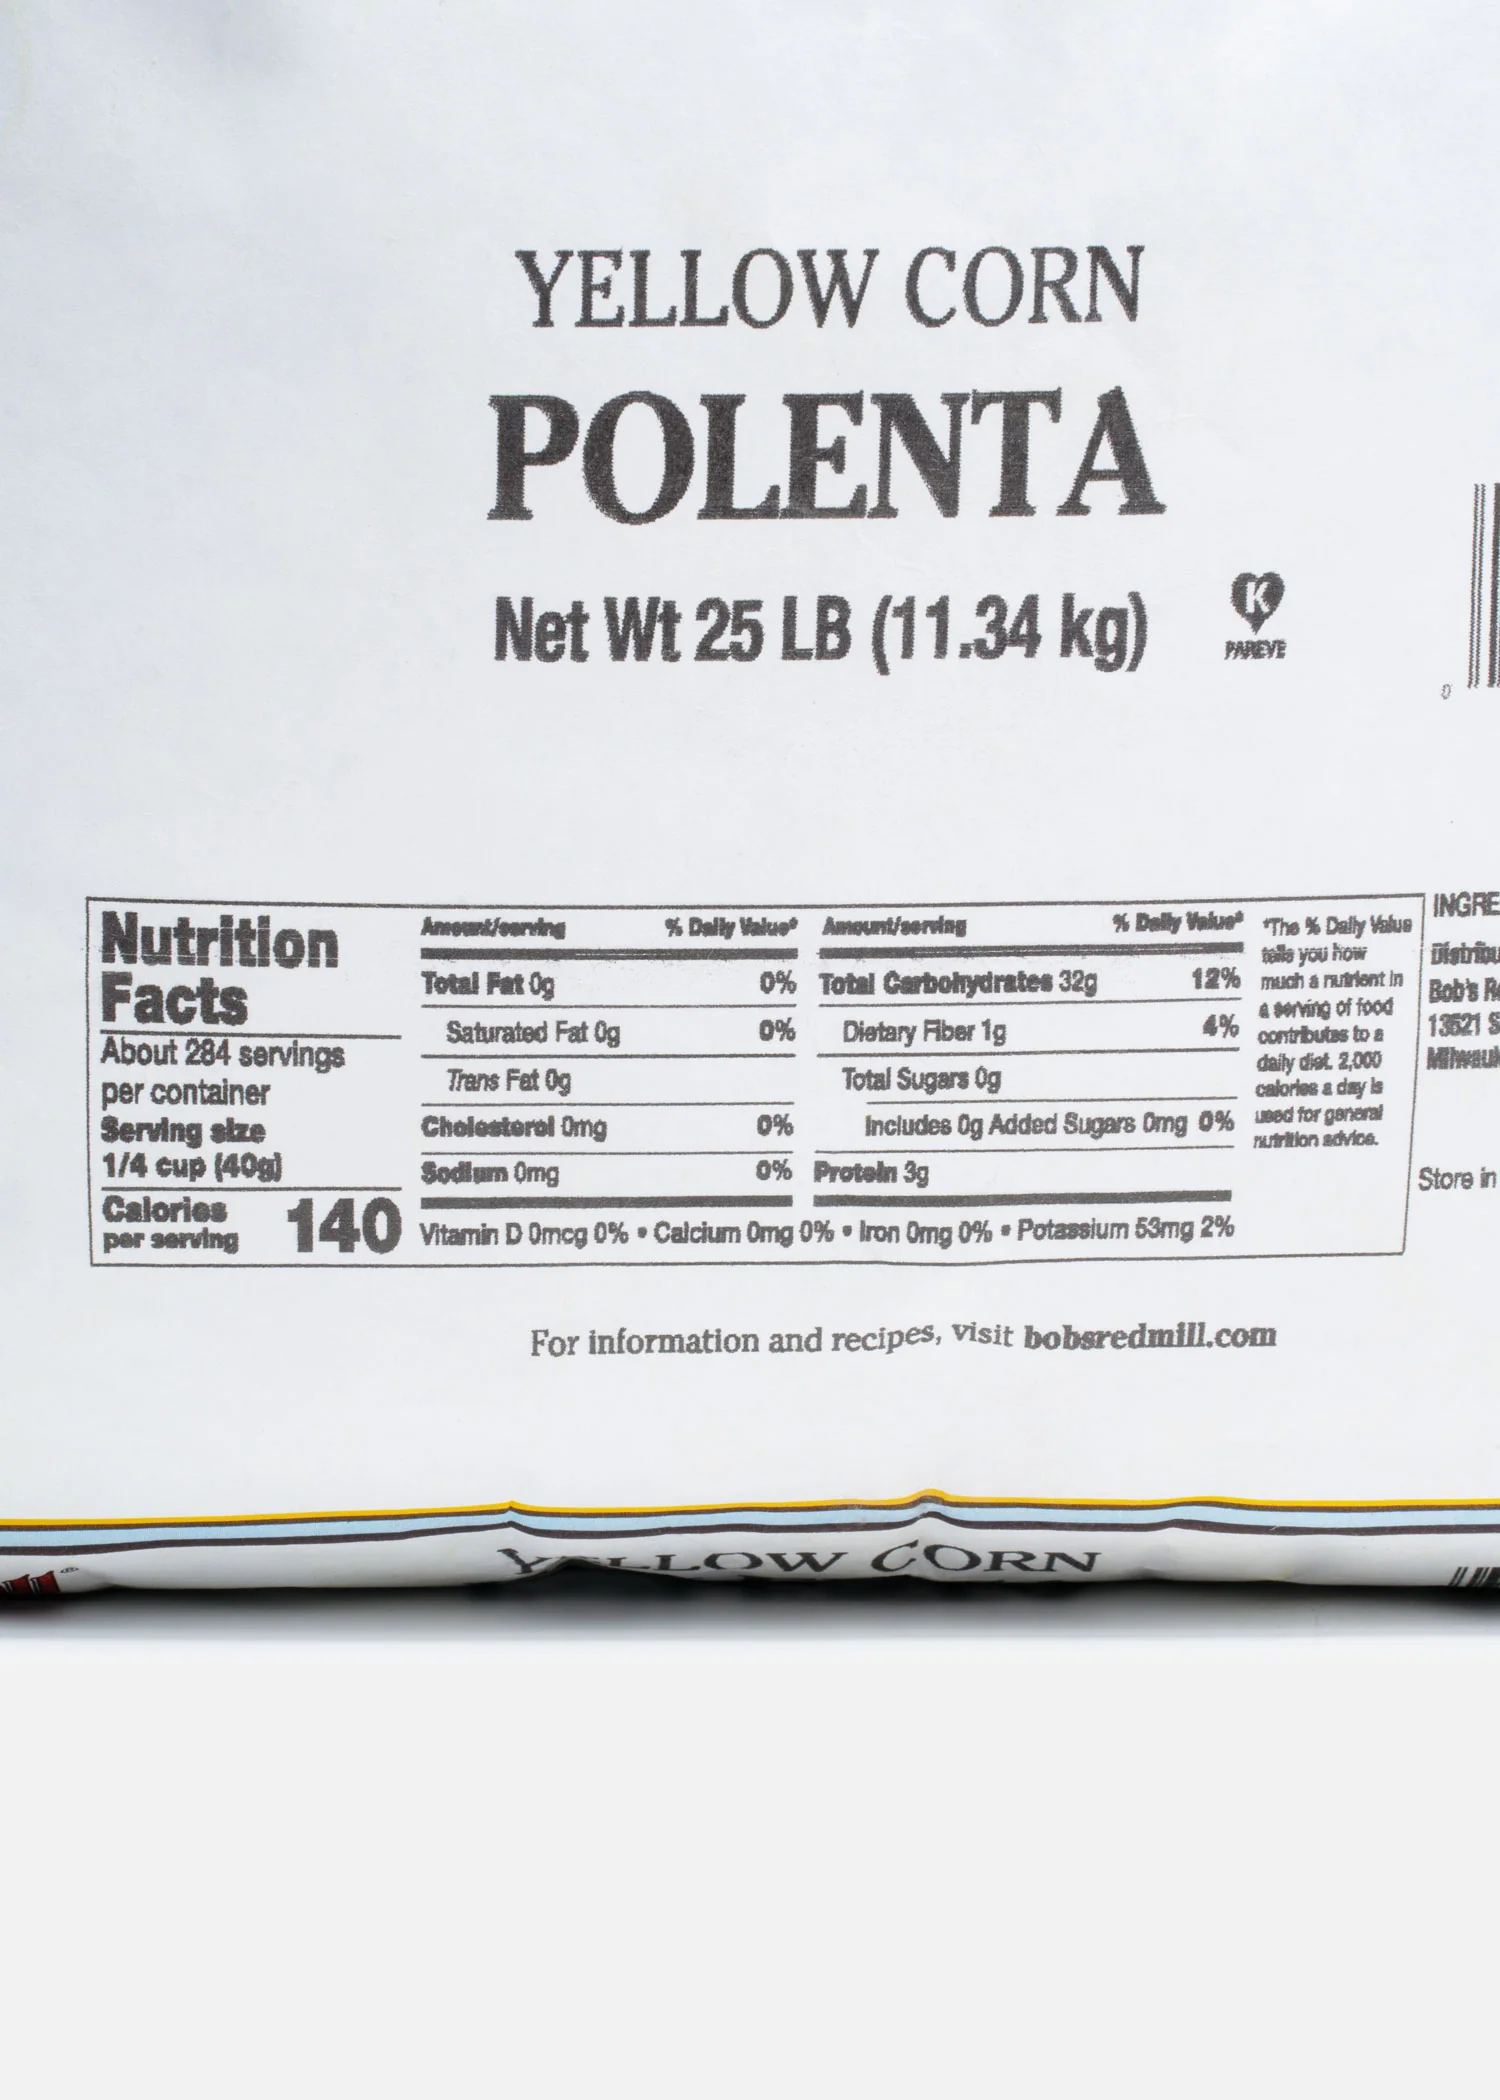 YELLOW CORN
POLENTA
Net Wt 25 LB (11.34 kg)
K
PAREVE
0
Nutrition
Facts
About 284 servings
per container
Serving size
1/4 cup (40g)
Calories
per serving 140
Amount/serving % Daily Value*
Total Fat 0g 0%
Saturated Fat 0g 0%
Trans Fat 0g
Cholesterol 0mg 0%
Sodium 0mg 0%
Amount/serving % Daily Value*
Total Carbohydrates 32g 12%
Dietary Fiber 1g 4%
Total Sugars 0g
Includes 0g Added Sugars 0mg 0%
Protein 3g
Vitamin D 0mcg 0% • Calcium 0mg 0% • Iron 0mg 0% • Potassium 53mg 2%
*The % Daily Value
tells you how
much a nutrient in
a serving of food
contributes to a
daily diet. 2,000
calories a day is
used for general
nutrition advice.
INGRE
Distribu
Bob's Re
13521 S
Milwauk
Store in
For information and recipes, visit bobsredmill.com
YELLOW CORN